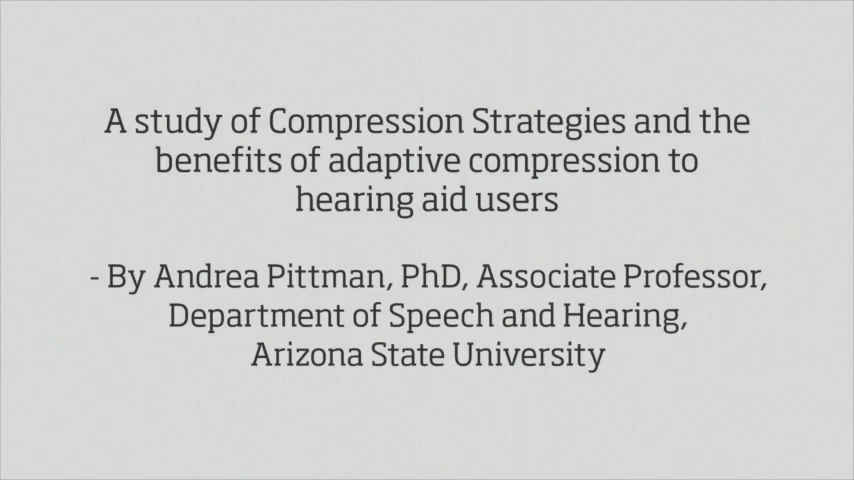 A study of Compression Strategies and the
benefits of adaptive compression to
hearing aid users
- By Andrea Pittman, PhD, Associate Professor,
Department of Speech and Hearing,
Arizona State University